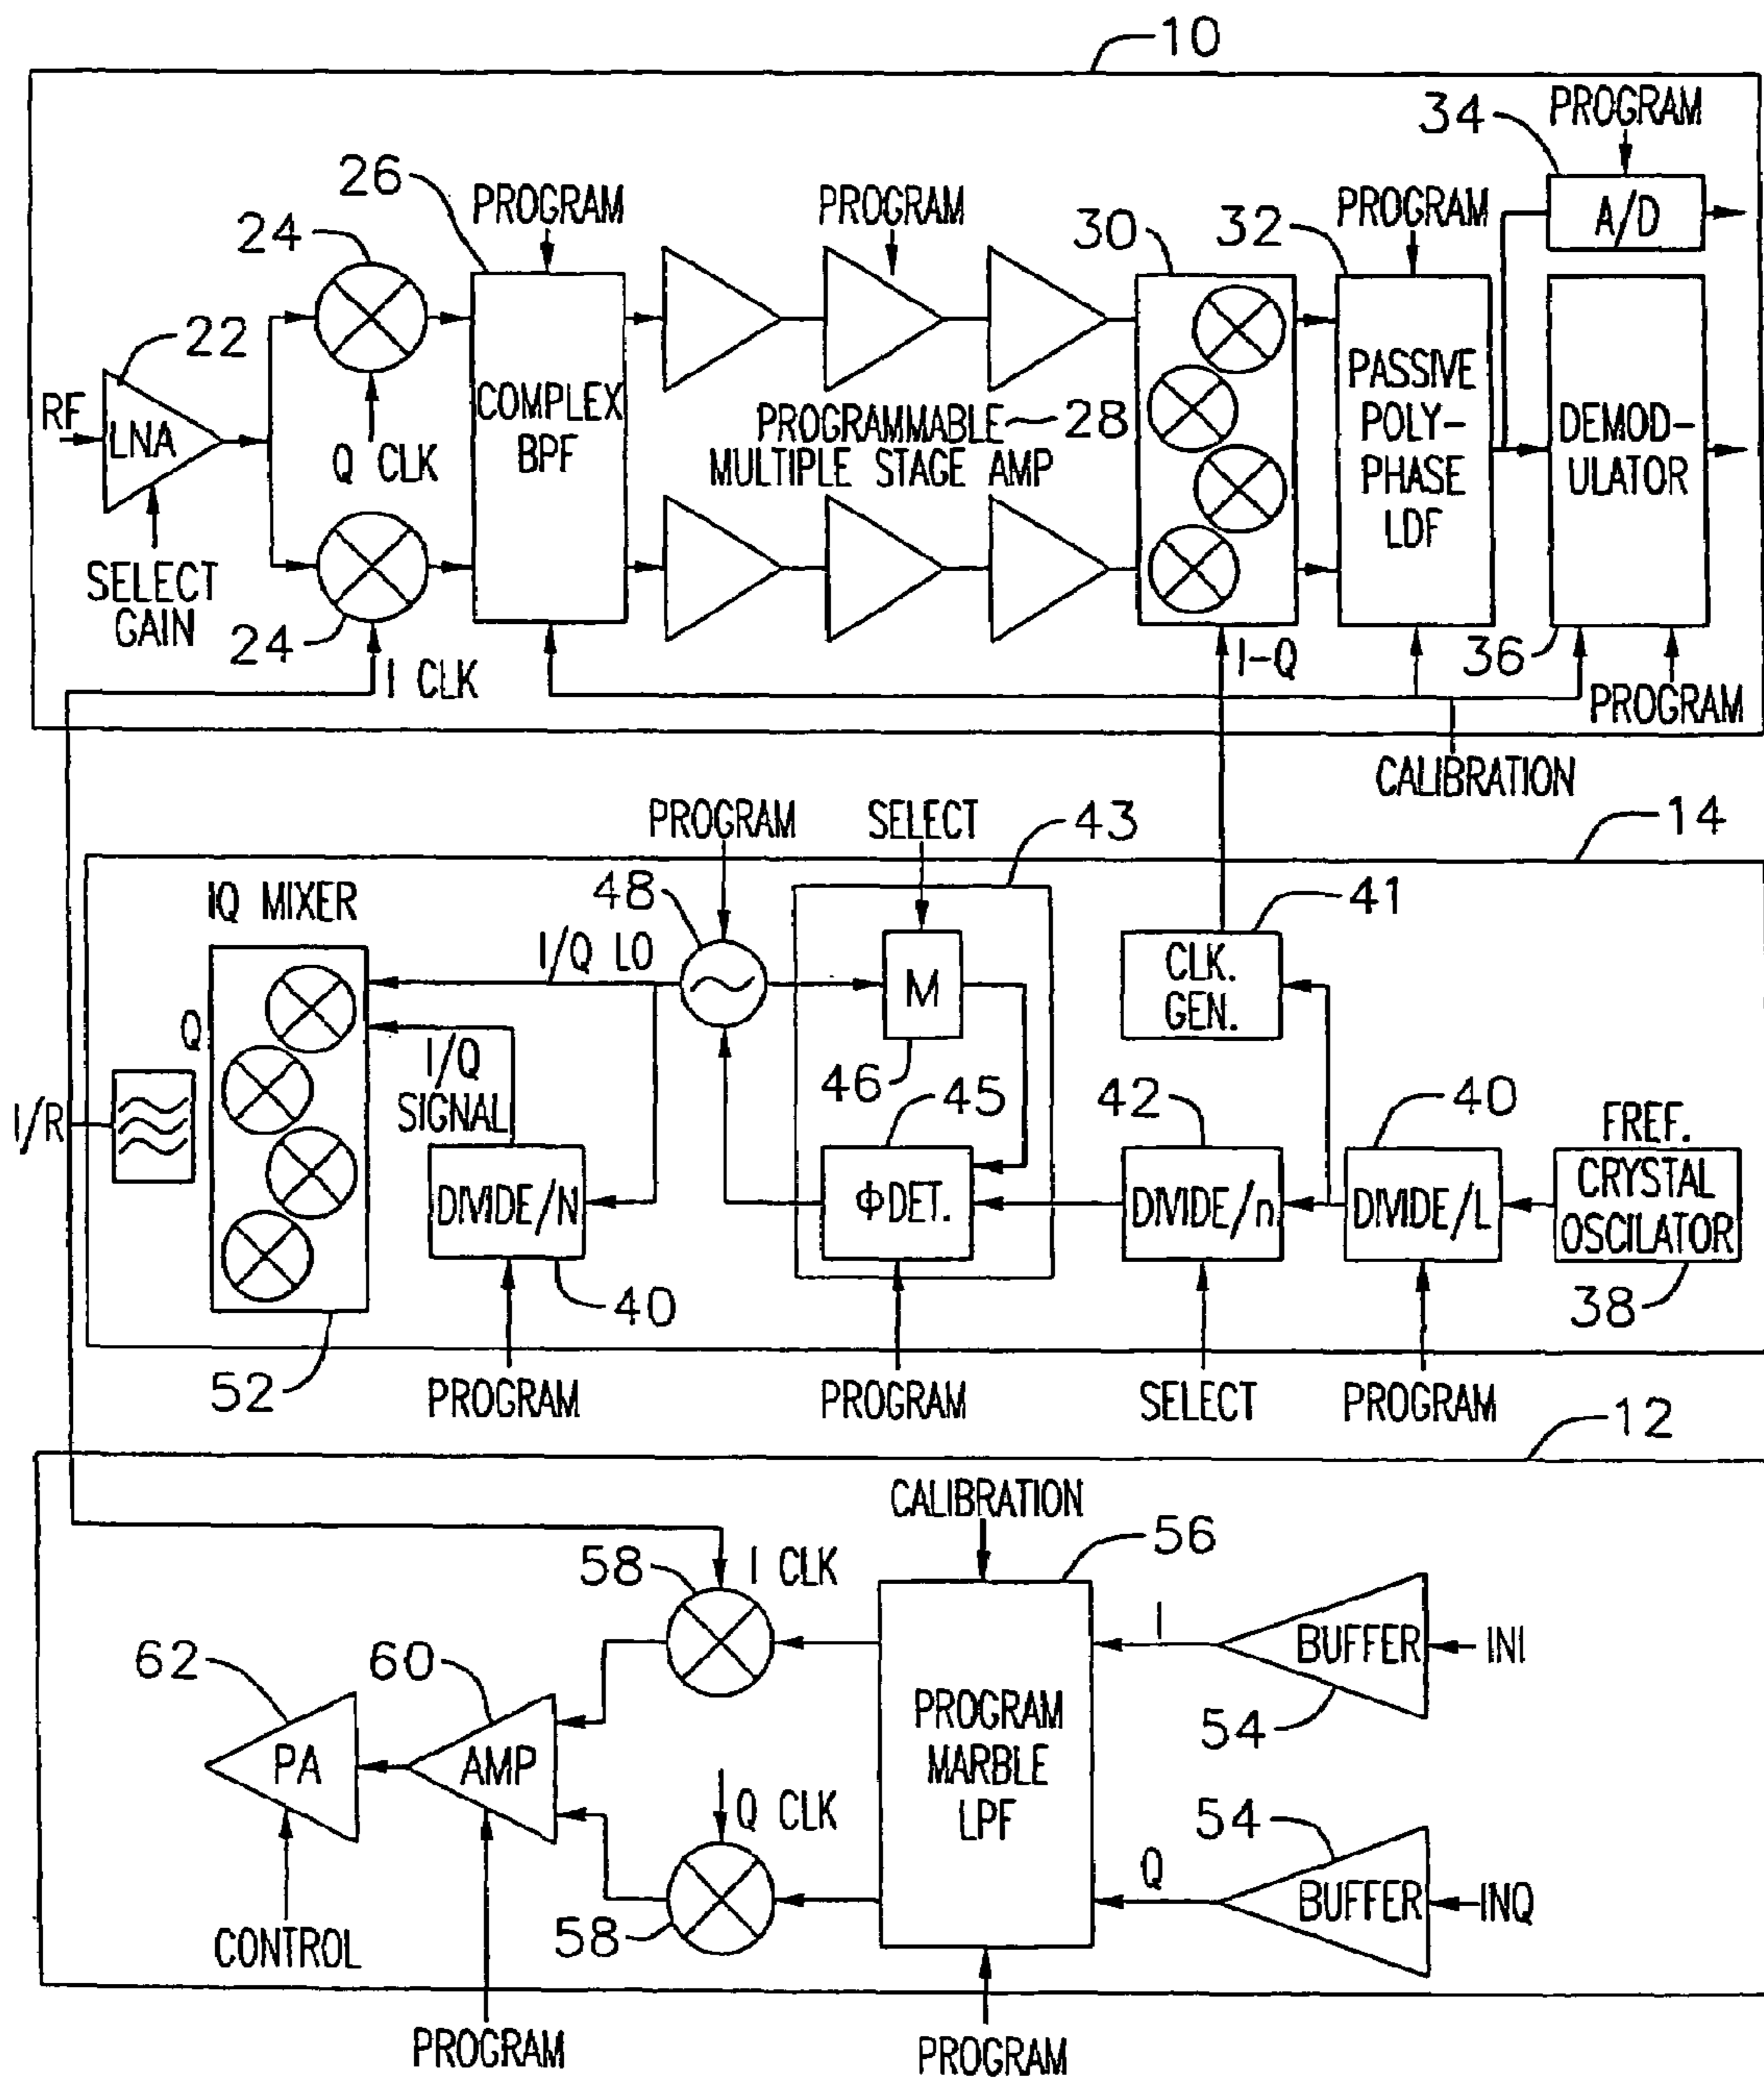 10
34
PROGRAM
26
PROGRAM
PROGRAM
30
32
PROGRAM
A/D
24
22
RF
LNA
Q CLK
COMPLEX
BPF
PROGRAMMABLE
28
MULTIPLE STAGE AMP
PASSIVE
POLY-
PHASE
LDF
DEMOD-
ULATOR
SELECT
GAIN
24
I CLK
I-Q
36
PROGRAM
CALIBRATION
PROGRAM
SELECT
43
14
IQ MIXER
48
41
I/Q LO
M
CLK.
GEN.
Q
I/Q
SIGNAL
46
45
42
40
I/R
FREF.
CRYSTAL
OSCILATOR
DIVIDE/N
ΦDET.
DIVIDE/n
DIVIDE/L
40
38
52
PROGRAM
PROGRAM
SELECT
PROGRAM
12
CALIBRATION
58
I CLK
56
I
BUFFER
INI
62
60
54
PA
AMP
PROGRAM
MARBLE
LPF
Q CLK
54
Q
BUFFER
INQ
58
CONTROL
PROGRAM
PROGRAM